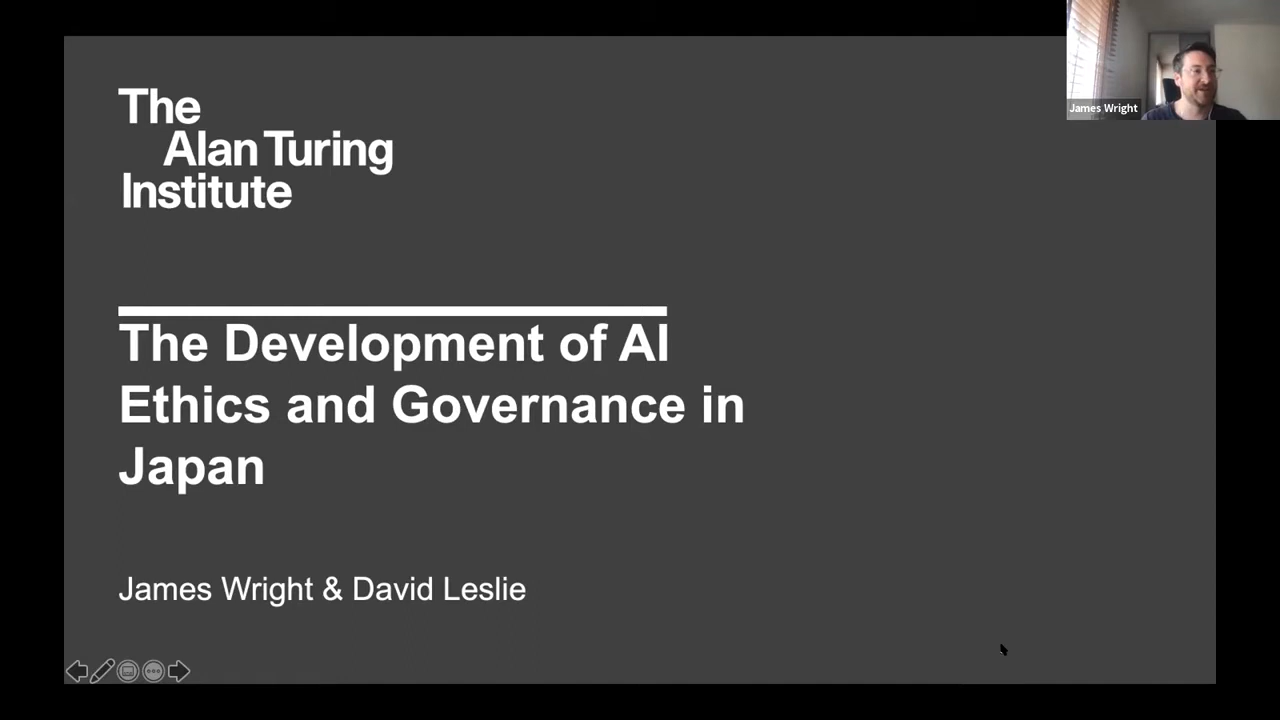 The
Alan Turing
Institute
James Wright
The Development of AI
Ethics and Governance in
Japan
James Wright & David Leslie